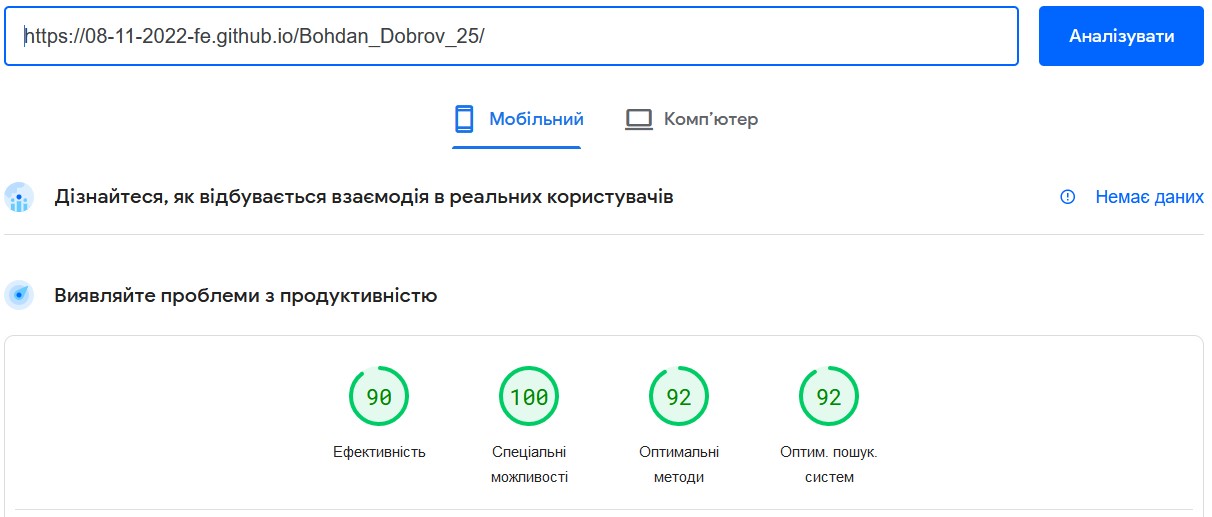 https://08-11-2022-fe.github.io/Bohdan_Dobrov_25/
Аналізувати
Мобільний
Комп'ютер
Дізнайтеся, як відбувається взаємодія в реальних користувачів
Немає даних
Виявляйте проблеми з продуктивністю
90
100
92
92
Ефективність
Спеціальні
можливості
Оптимальні
методи
Оптим. пошук.
систем